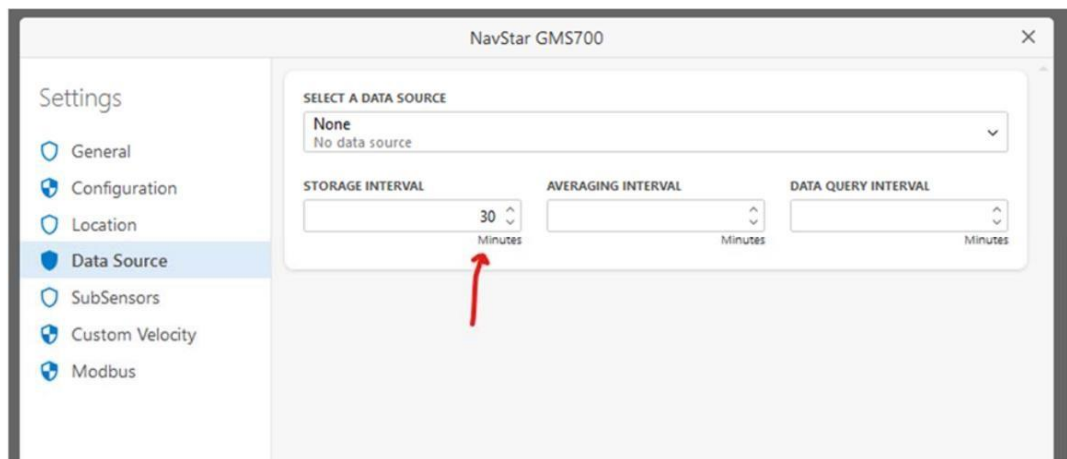 NavStar GMS700
Settings
General
Configuration
Location
Data Source
SubSensors
Custom Velocity
Modbus
SELECT A DATA SOURCE
None
No data source
STORAGE INTERVAL
30
Minutes
AVERAGING INTERVAL
Minutes
DATA QUERY INTERVAL
Minutes